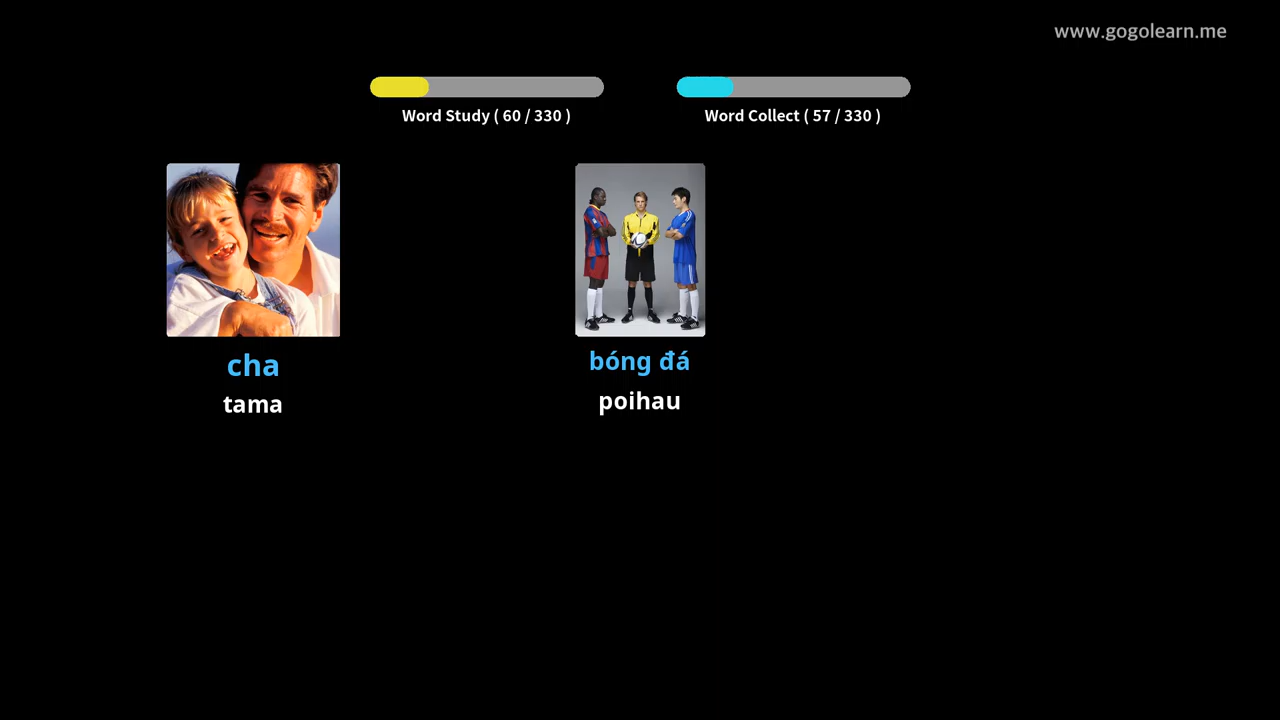 www.gogolearn.me
Word Study ( 60 / 330 )
Word Collect ( 57 / 330 )
cha
tama
bóng đá
poihau